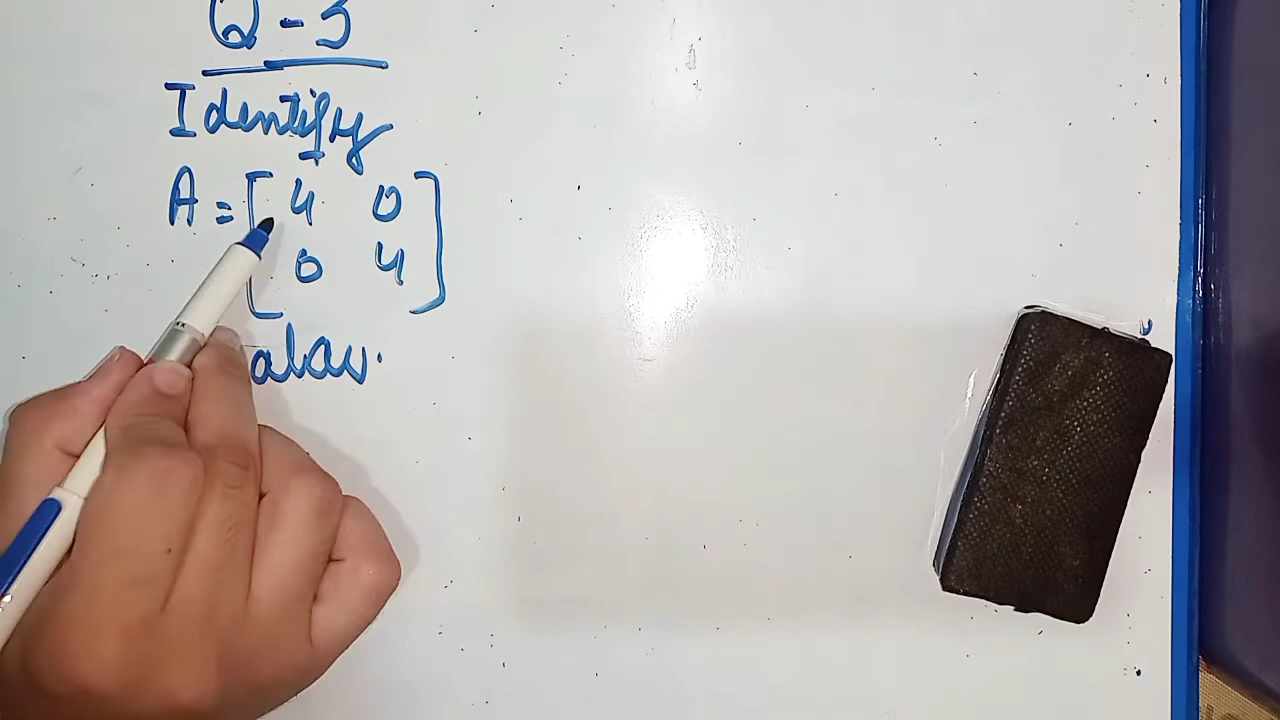 Q-3
Identify
A = [ 4 0
0 4 ]
alar.